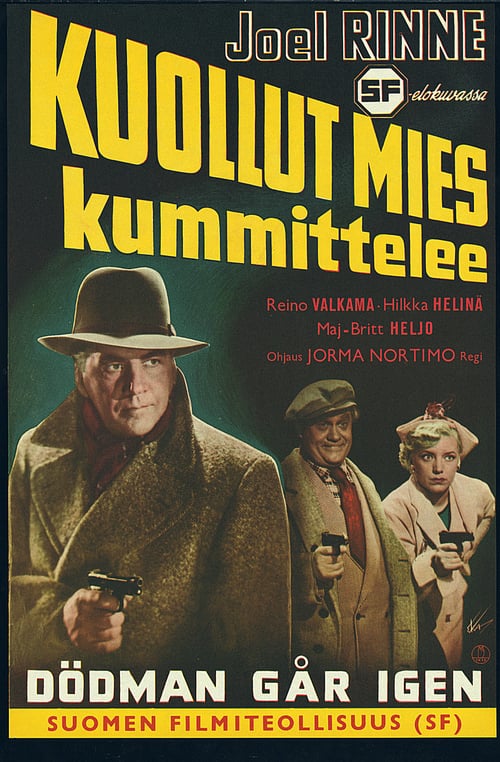 Joel RINNE
SF -elokuvassa
KUOLLUT MIES
kummittelee
Reino VALKAMA · Hilkka HELINÄ
Maj-Britt HELJO
Ohjaus JORMA NORTIMO Regi
DÖDMAN GÅR IGEN
SUOMEN FILMITEOLLISUUS (SF)